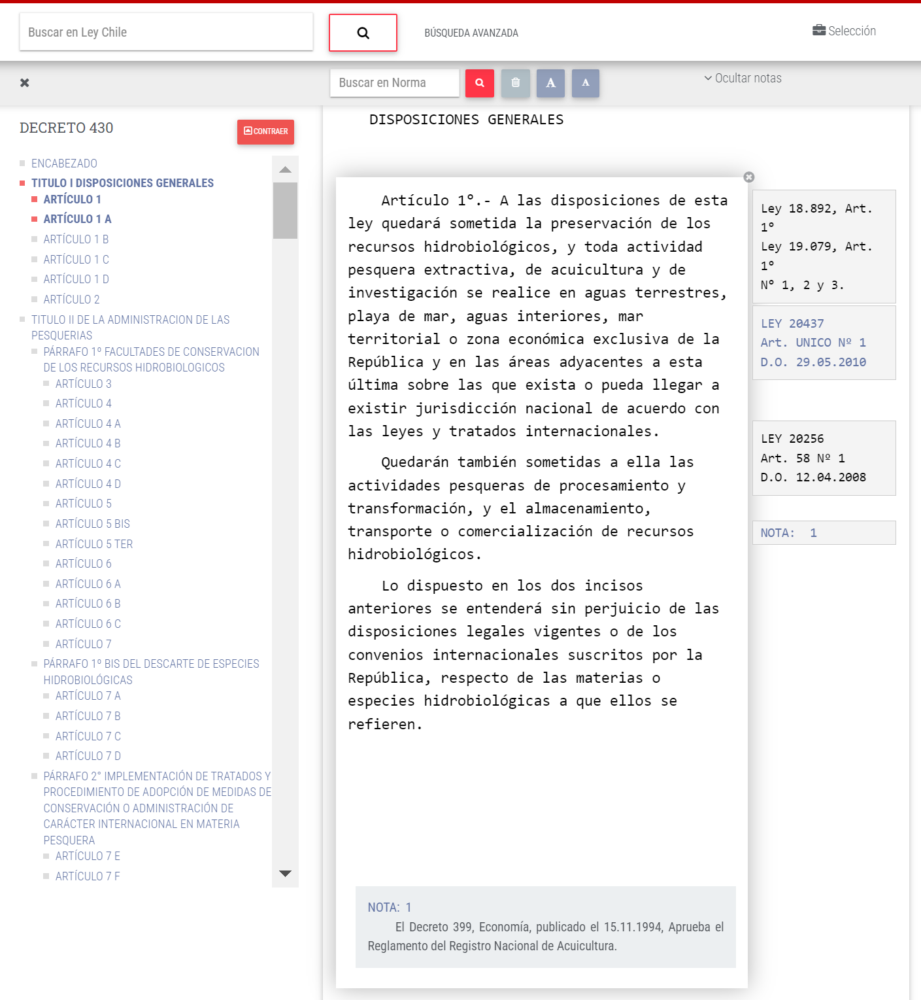 Buscar en Ley Chile
BÚSQUEDA AVANZADA
Selección
Buscar en Norma
A
A
Ocultar notas
DECRETO 430
CONTRAER
ENCABEZADO
TITULO I DISPOSICIONES GENERALES
ARTÍCULO 1
ARTÍCULO 1 A
ARTÍCULO 1 B
ARTÍCULO 1 C
ARTÍCULO 1 D
ARTÍCULO 2
TITULO II DE LA ADMINISTRACION DE LAS
PESQUERIAS
PÁRRAFO 1º FACULTADES DE CONSERVACION
DE LOS RECURSOS HIDROBIOLOGICOS
ARTÍCULO 3
ARTÍCULO 4
ARTÍCULO 4 A
ARTÍCULO 4 B
ARTÍCULO 4 C
ARTÍCULO 4 D
ARTÍCULO 5
ARTÍCULO 5 BIS
ARTÍCULO 5 TER
ARTÍCULO 6
ARTÍCULO 6 A
ARTÍCULO 6 B
ARTÍCULO 6 C
ARTÍCULO 7
PÁRRAFO 1º BIS DEL DESCARTE DE ESPECIES
HIDROBIOLÓGICAS
ARTÍCULO 7 A
ARTÍCULO 7 B
ARTÍCULO 7 C
ARTÍCULO 7 D
PÁRRAFO 2° IMPLEMENTACIÓN DE TRATADOS Y
PROCEDIMIENTO DE ADOPCIÓN DE MEDIDAS DE
CONSERVACIÓN O ADMINISTRACIÓN DE
CARÁCTER INTERNACIONAL EN MATERIA
PESQUERA
ARTÍCULO 7 E
ARTÍCULO 7 F
DISPOSICIONES GENERALES
Artículo 1º.- A las disposiciones de esta
ley quedará sometida la preservación de los
recursos hidrobiológicos, y toda actividad
pesquera extractiva, de acuicultura y de
investigación se realice en aguas terrestres,
playa de mar, aguas interiores, mar
territorial o zona económica exclusiva de la
República y en las áreas adyacentes a esta
última sobre las que exista o pueda llegar a
existir jurisdicción nacional de acuerdo con
las leyes y tratados internacionales.
Quedarán también sometidas a ella las
actividades pesqueras de procesamiento y
transformación, y el almacenamiento,
transporte o comercialización de recursos
hidrobiológicos.
Lo dispuesto en los dos incisos
anteriores se entenderá sin perjuicio de las
disposiciones legales vigentes o de los
convenios internacionales suscritos por la
República, respecto de las materias o
especies hidrobiológicas a que ellos se
refieren.
NOTA: 1
El Decreto 399, Economía, publicado el 15.11.1994, Aprueba el
Reglamento del Registro Nacional de Acuicultura.
Ley 18.892, Art.
1º
Ley 19.079, Art.
1º
Nº 1, 2 y 3.
LEY 20437
Art. UNICO Nº 1
D.O. 29.05.2010
LEY 20256
Art. 58 Nº 1
D.O. 12.04.2008
NOTA: 1